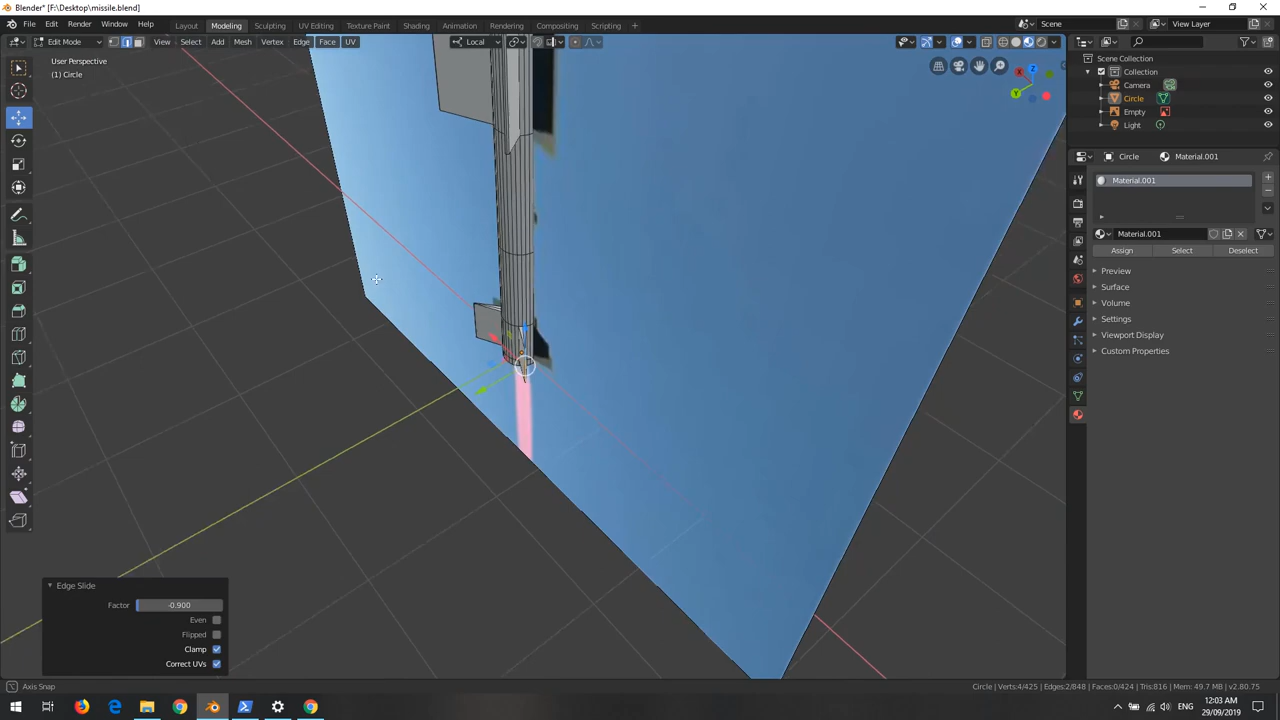 Blender* [F:\Desktop\missile.blend]
File Edit Render Window Help Layout Modeling Sculpting UV Editing Texture Paint Shading Animation Rendering Compositing Scripting Scene View Layer
Edit Mode View Select Add Mesh Vertex Edge Face UV Local
User Perspective
(1) Circle
Scene Collection
Collection
Camera
Circle
Empty
Light
Circle Material.001
Material.001
Material.001
Assign Select Deselect
Preview
Surface
Volume
Settings
Viewport Display
Custom Properties
X
Y
Z
Edge Slide
Factor -0.900
Even
Flipped
Clamp
Correct UVs
Axis Snap
Circle | Verts:4/425 | Edges:2/848 | Faces:0/424 | Tris:816 | Mem: 49.7 MB | v2.80.75
ENG
12:03 AM
29/09/2019